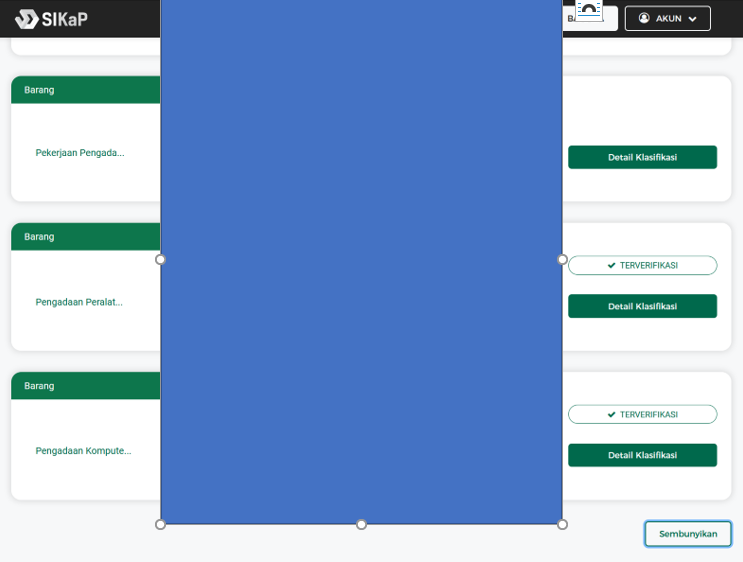 SIKaP
AKUN
Barang
Pekerjaan Pengada...
Detail Klasifikasi
Barang
TERVERIFIKASI
Pengadaan Peralat...
Detail Klasifikasi
Barang
TERVERIFIKASI
Pengadaan Kompute...
Detail Klasifikasi
Sembunyikan